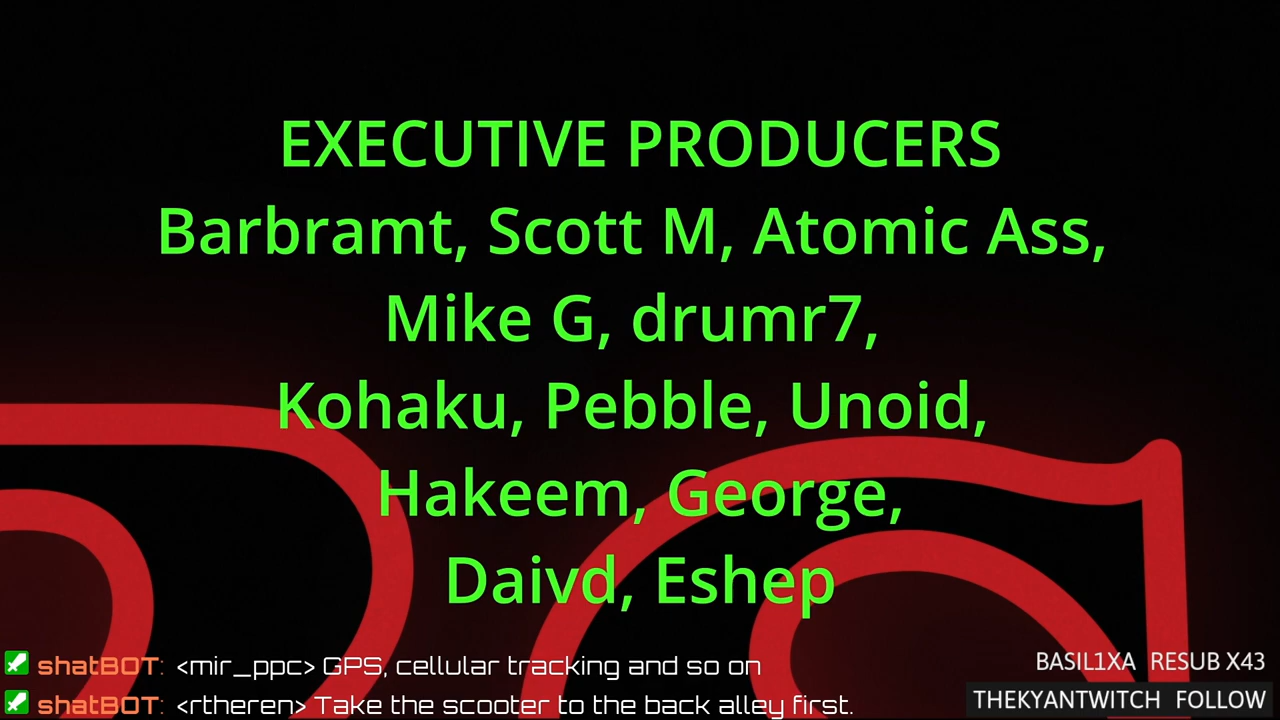 EXECUTIVE PRODUCERS
Barbramt, Scott M, Atomic Ass,
Mike G, drumr7,
Kohaku, Pebble, Unoid,
Hakeem, George,
Daivd, Eshep
shatBOT: <mir_ppc> GPS, cellular tracking and so on
BASIL1XA RESUB X43
shatBOT: <rtheren> Take the scooter to the back alley first.
THEKYANTWITCH FOLLOW